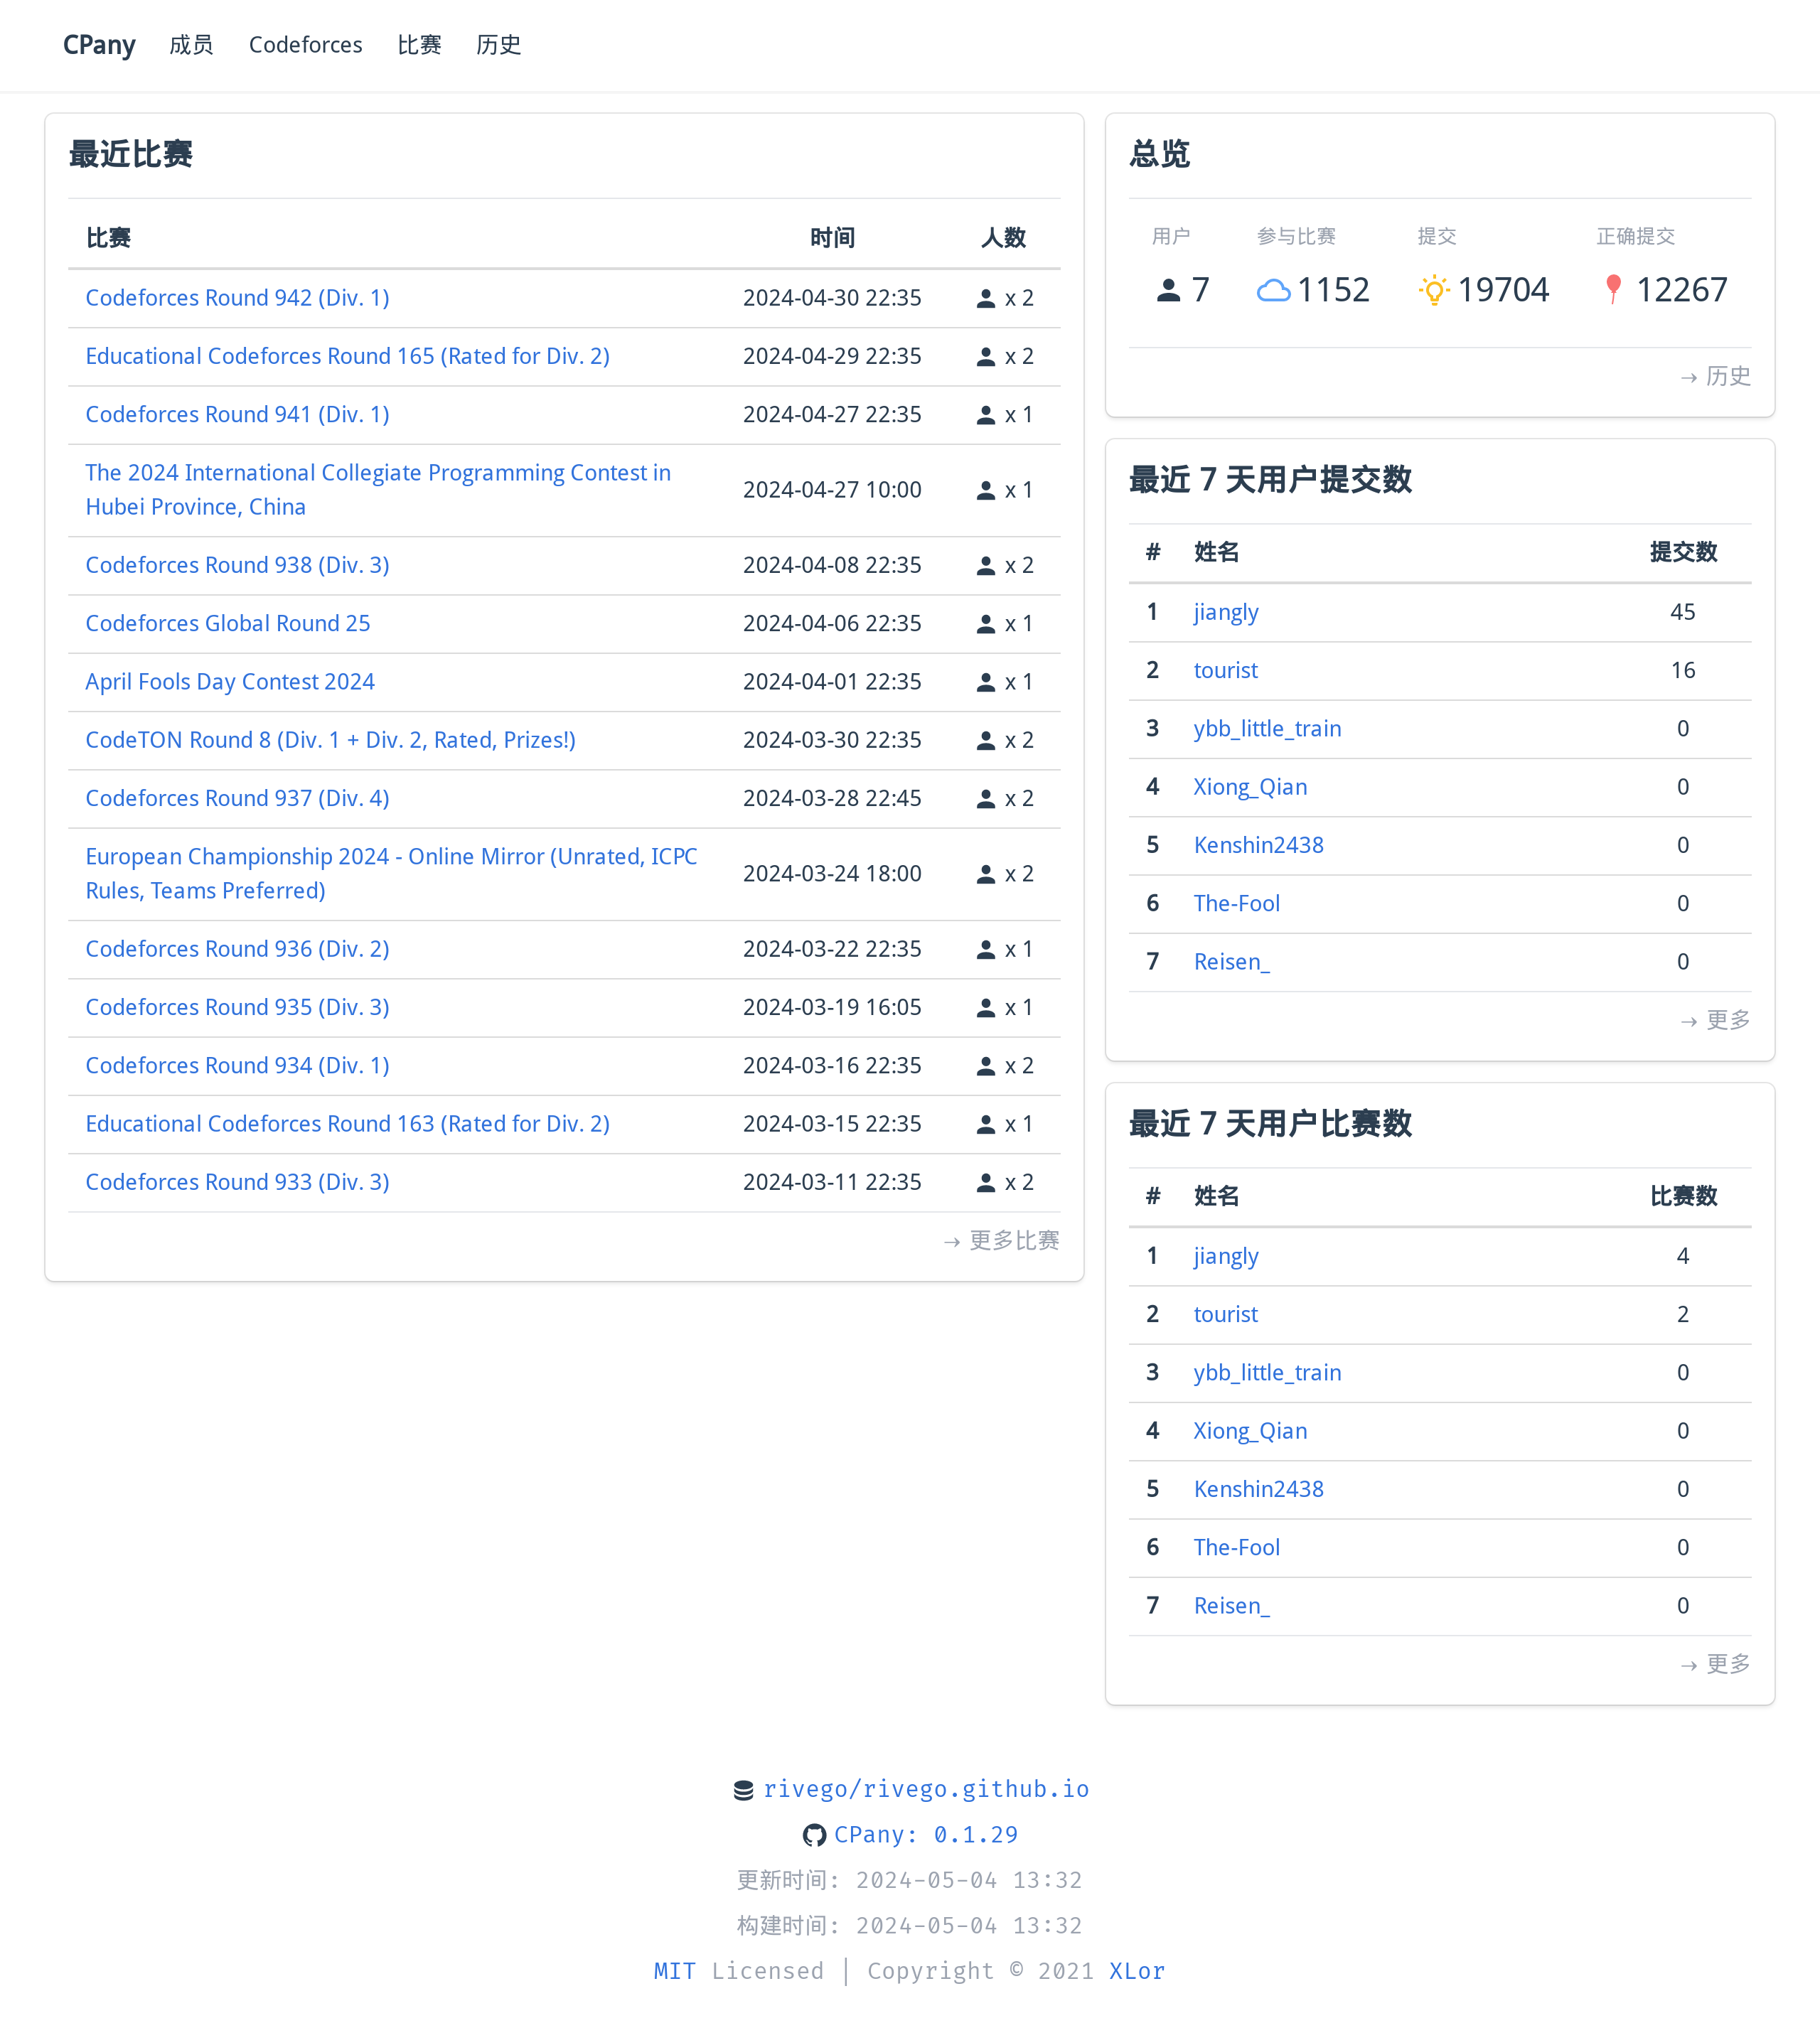 CPany 成员 Codeforces 比赛 历史
最近比赛
比赛 时间 人数
Codeforces Round 942 (Div. 1) 2024-04-30 22:35 x 2
Educational Codeforces Round 165 (Rated for Div. 2) 2024-04-29 22:35 x 2
Codeforces Round 941 (Div. 1) 2024-04-27 22:35 x 1
The 2024 International Collegiate Programming Contest in
Hubei Province, China 2024-04-27 10:00 x 1
Codeforces Round 938 (Div. 3) 2024-04-08 22:35 x 2
Codeforces Global Round 25 2024-04-06 22:35 x 1
April Fools Day Contest 2024 2024-04-01 22:35 x 1
CodeTON Round 8 (Div. 1 + Div. 2, Rated, Prizes!) 2024-03-30 22:35 x 2
Codeforces Round 937 (Div. 4) 2024-03-28 22:45 x 2
European Championship 2024 - Online Mirror (Unrated, ICPC
Rules, Teams Preferred) 2024-03-24 18:00 x 2
Codeforces Round 936 (Div. 2) 2024-03-22 22:35 x 1
Codeforces Round 935 (Div. 3) 2024-03-19 16:05 x 1
Codeforces Round 934 (Div. 1) 2024-03-16 22:35 x 2
Educational Codeforces Round 163 (Rated for Div. 2) 2024-03-15 22:35 x 1
Codeforces Round 933 (Div. 3) 2024-03-11 22:35 x 2
→ 更多比赛
总览
用户 参与比赛 提交 正确提交
7 1152 19704 12267
→ 历史
最近 7 天用户提交数
# 姓名 提交数
1 jiangly 45
2 tourist 16
3 ybb_little_train 0
4 Xiong_Qian 0
5 Kenshin2438 0
6 The-Fool 0
7 Reisen_ 0
→ 更多
最近 7 天用户比赛数
# 姓名 比赛数
1 jiangly 4
2 tourist 2
3 ybb_little_train 0
4 Xiong_Qian 0
5 Kenshin2438 0
6 The-Fool 0
7 Reisen_ 0
→ 更多
rivego/rivego.github.io
CPany: 0.1.29
更新时间: 2024-05-04 13:32
构建时间: 2024-05-04 13:32
MIT Licensed | Copyright © 2021 XLor